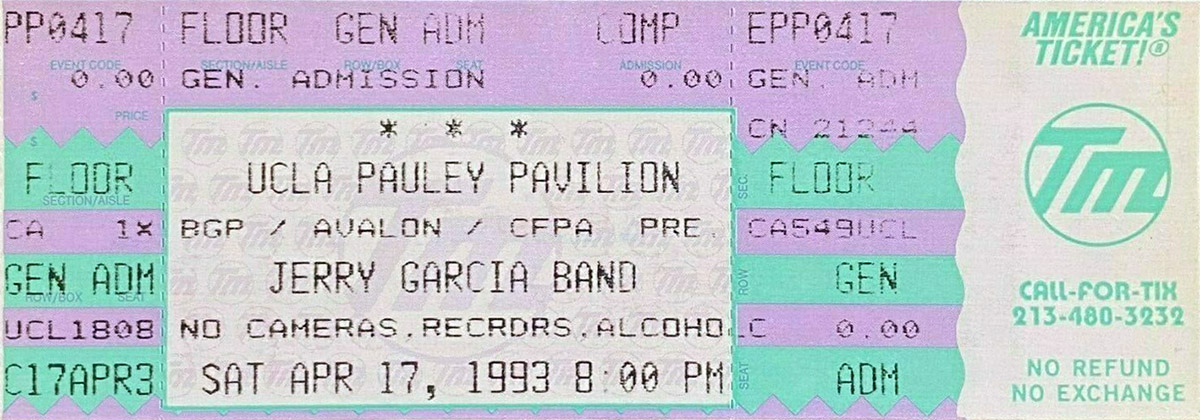 PP0417 FLOOR GEN ADM COMP EPP0417
EVENT CODE SECTION/AISLE ROW/BOX SEAT ADMISSION EVENT CODE
0.00 GEN. ADMISSION 0.00 GEN. ADM
$
PRICE
CN 21244
* * *
$
FLOOR UCLA PAULEY PAVILION SEC. FLOOR
SECTION/AISLE
CA 1X BGP / AVALON / CFPA PRE. CA549UCL
GEN ADM JERRY GARCIA BAND ROW GEN
ROW/BOX SEAT
UCL1808 NO CAMERAS,RECRDRS,ALCOHOLIC 0.00
C17APR3 SAT APR 17, 1993 8:00 PM SEAT ADM
AMERICA'S
TICKET!®
Tm
CALL-FOR-TIX
213-480-3232
NO REFUND
NO EXCHANGE